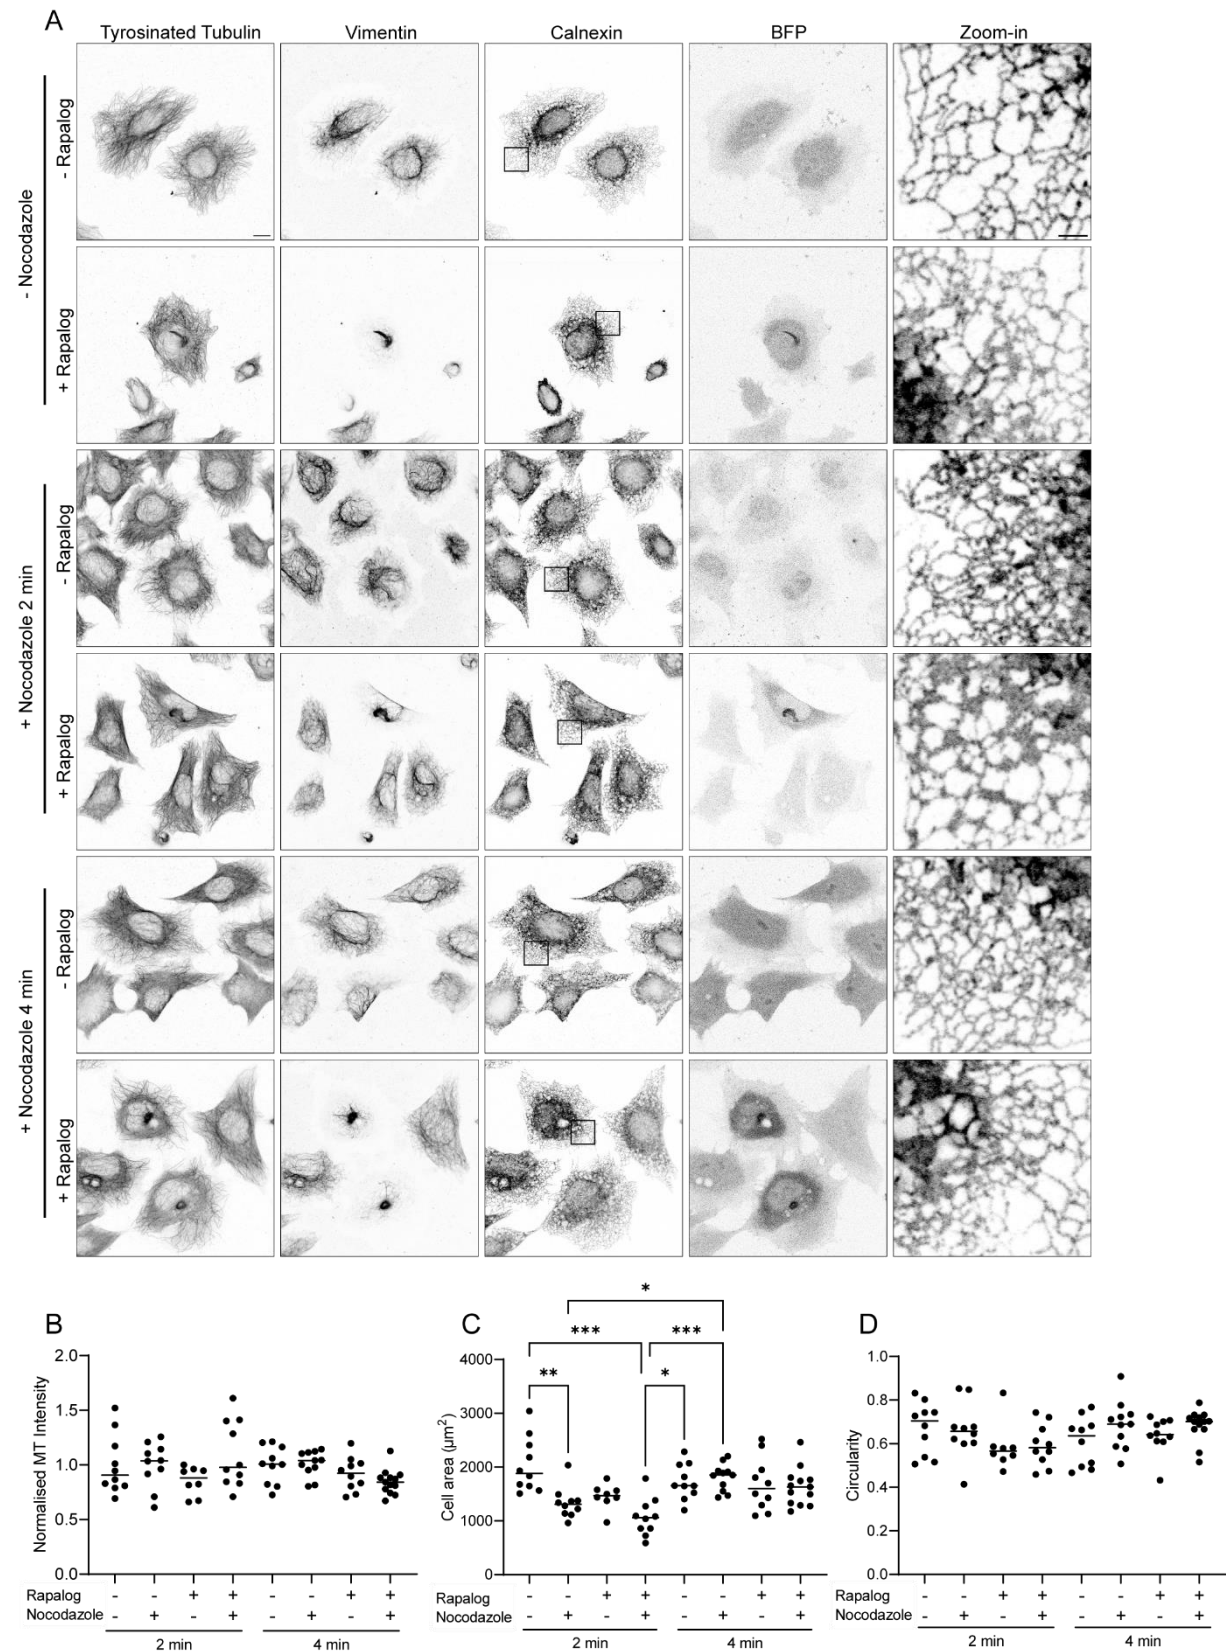 A
Tyrosinated Tubulin Vimentin Calnexin BFP Zoom-in
- Nocodazole
- Rapalog
+ Rapalog
+ Nocodazole 2 min
- Rapalog
+ Rapalog
+ Nocodazole 4 min
- Rapalog
+ Rapalog
B
Normalised MT Intensity
2.0
1.5
1.0
0.5
0.0
Rapalog - - + + - - + +
Nocodazole - + - + - + - +
2 min 4 min
C
Cell area (µm²)
*
*** ***
** *
4000
3000
2000
1000
0
Rapalog - - + + - - + +
Nocodazole - + - + - + - +
2 min 4 min
D
Circularity
1.0
0.8
0.6
0.4
0.2
0.0
Rapalog - - + + - - + +
Nocodazole - + - + - + - +
2 min 4 min